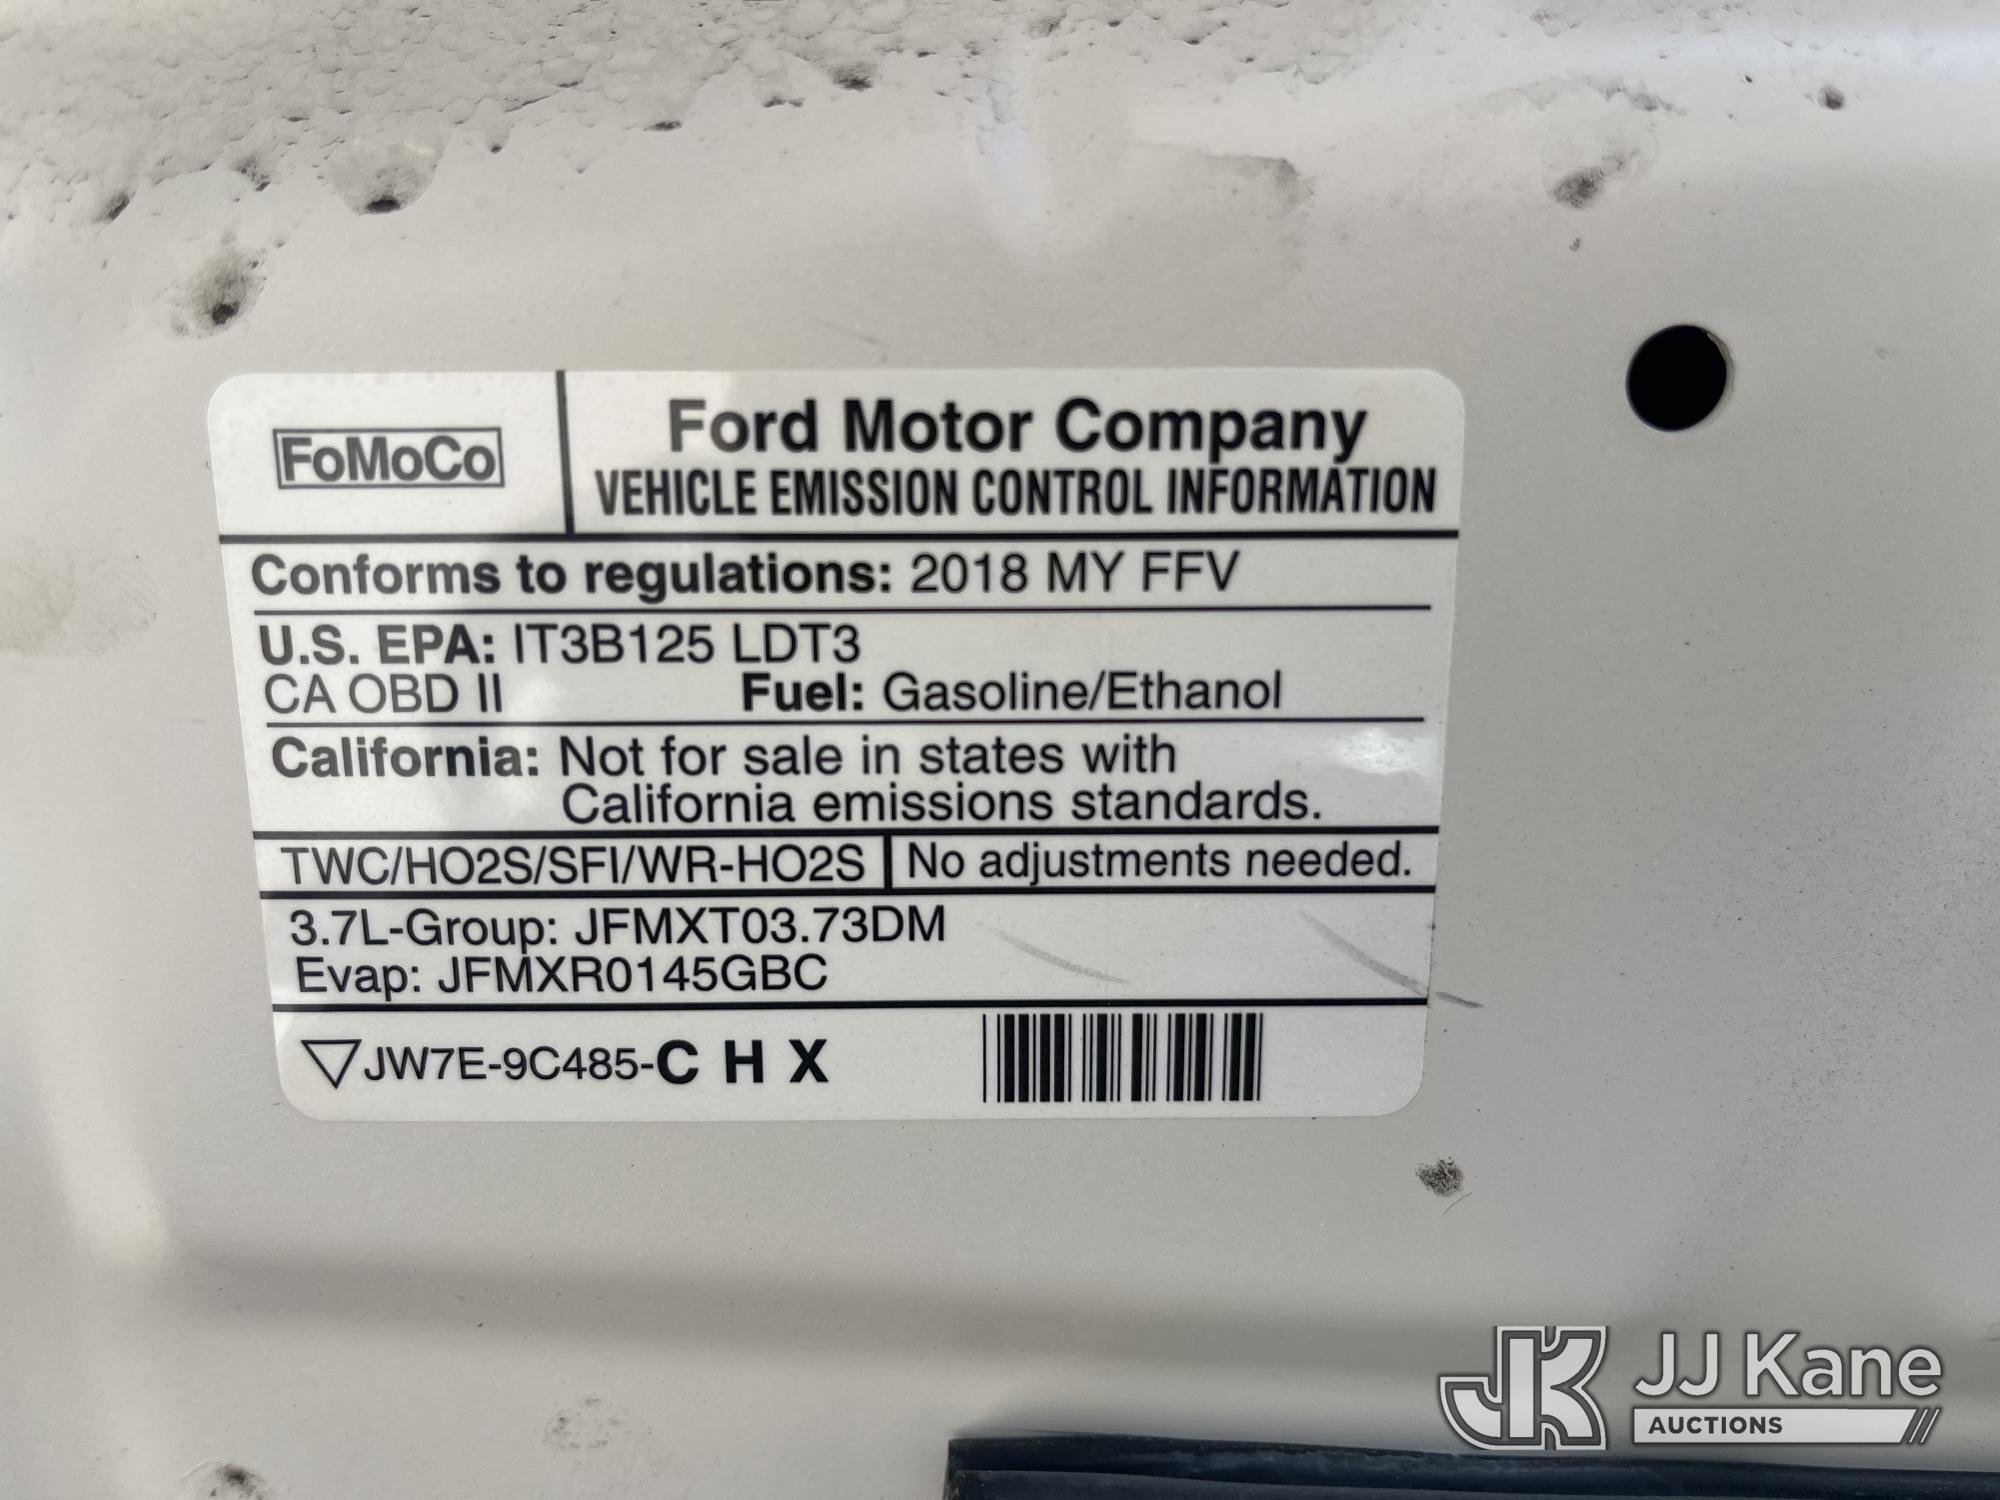 FoMoCo
Ford Motor Company
VEHICLE EMISSION CONTROL INFORMATION
Conforms to regulations: 2018 MY FFV
U.S. EPA: IT3B125 LDT3
CA OBD II Fuel: Gasoline/Ethanol
California: Not for sale in states with
California emissions standards.
TWC/HO2S/SFI/WR-HO2S No adjustments needed.
3.7L-Group: JFMXT03.73DM
Evap: JFMXR0145GBC
JW7E-9C485-C H X
JK JJ Kane
AUCTIONS